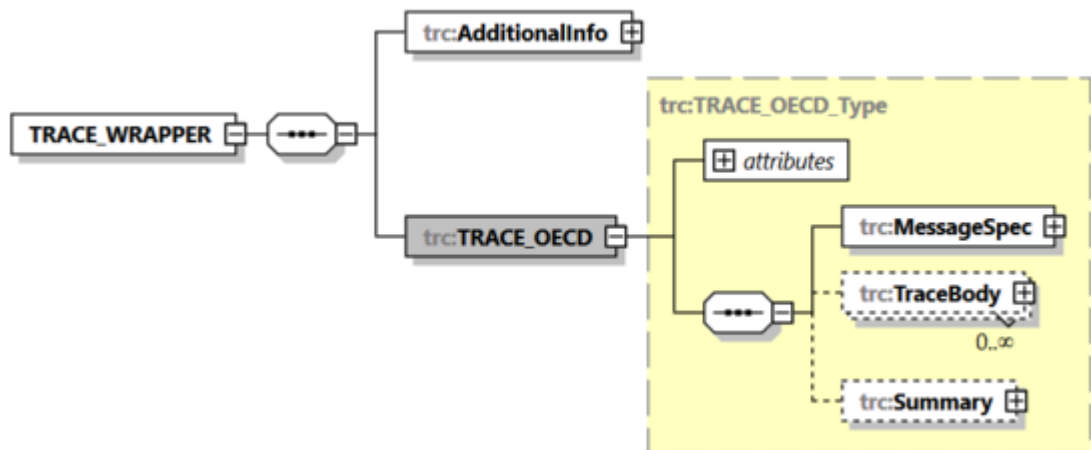 trc:AdditionalInfo
trc:TRACE_OECD_Type
TRACE_WRAPPER
attributes
trc:TRACE_OECD
trc:MessageSpec
trc:TraceBody
0..∞
trc:Summary